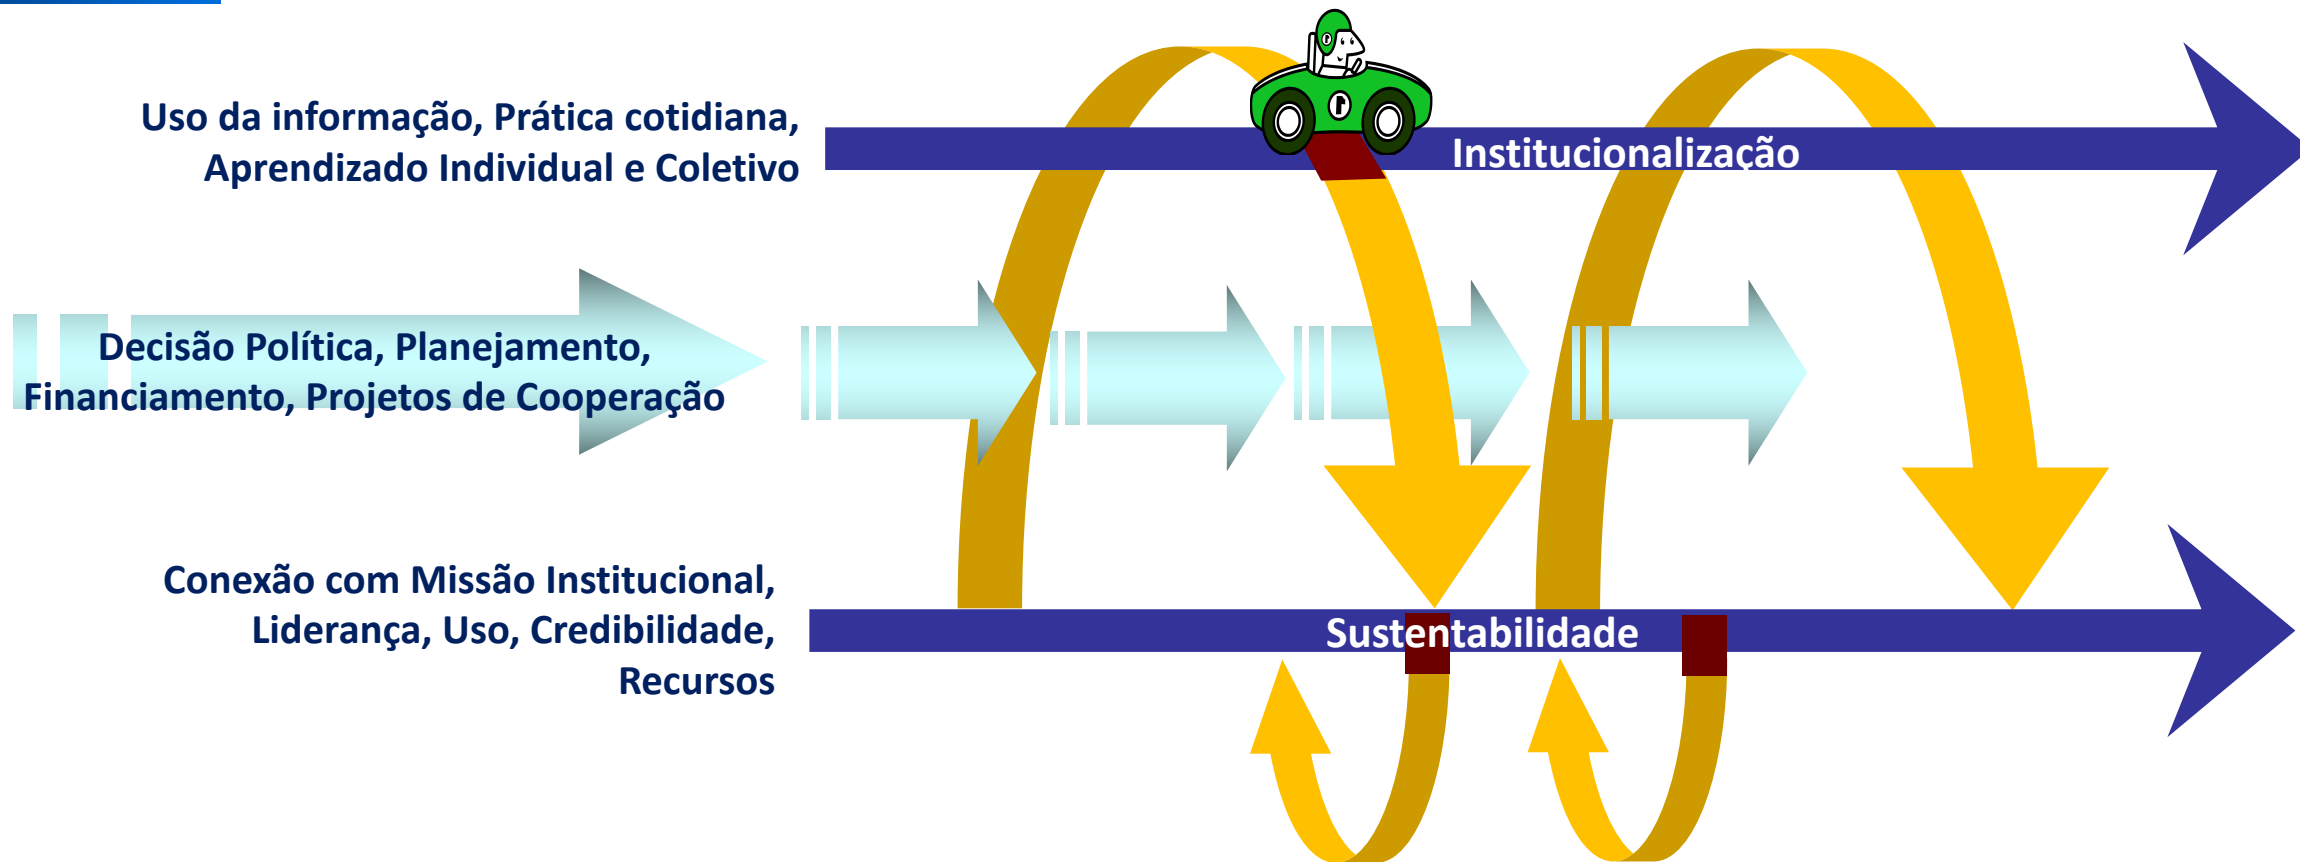 Uso da informação, Prática cotidiana,
Aprendizado Individual e Coletivo
Institucionalização
Decisão Política, Planejamento,
Financiamento, Projetos de Cooperação
Conexão com Missão Institucional,
Liderança, Uso, Credibilidade,
Recursos
Sustentabilidade